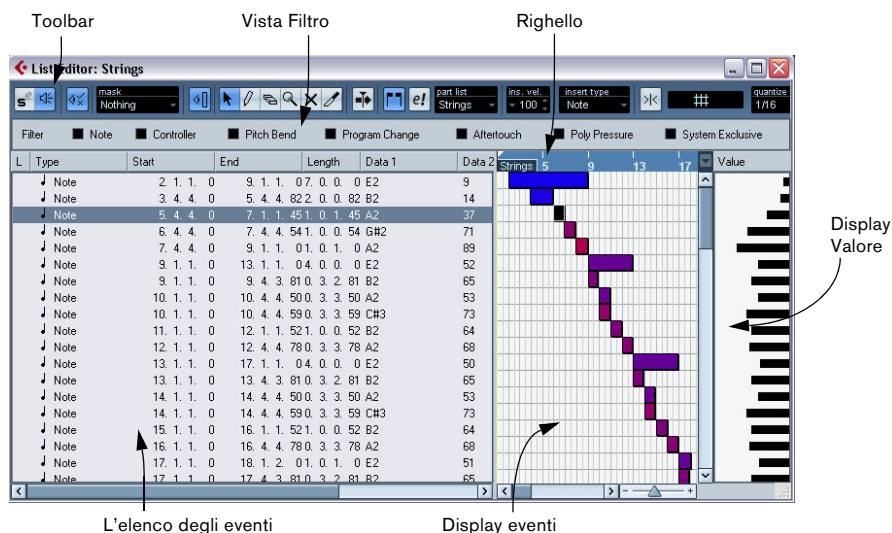 Toolbar Vista Filtro Righello
List Editor: Strings
mask part list ins. vel. insert type quantize
Nothing Strings 100 Note 1/16
Filter Note Controller Pitch Bend Program Change Aftertouch Poly Pressure System Exclusive
L Type Start End Length Data 1 Data 2 Strings 5 9 13 17 Value
Note 2. 1. 1. 0 9. 1. 1. 0 7. 0. 0. 0 E2 9
Note 3. 4. 4. 0 5. 4. 4. 82 2. 0. 0. 82 B2 14
Note 5. 4. 4. 0 7. 1. 1. 45 1. 0. 1. 45 A2 37
Note 6. 4. 4. 0 7. 4. 4. 54 1. 0. 0. 54 G#2 71
Note 7. 4. 4. 0 9. 1. 1. 0 1. 0. 1. 0 A2 89
Note 9. 1. 1. 0 13. 1. 1. 0 4. 0. 0. 0 E2 52
Note 9. 1. 1. 0 9. 4. 3. 81 0. 3. 2. 81 B2 65
Note 10. 1. 1. 0 10. 4. 4. 50 0. 3. 3. 50 A2 53
Note 10. 1. 1. 0 10. 4. 4. 59 0. 3. 3. 59 C#3 73
Note 11. 1. 1. 0 12. 1. 1. 52 1. 0. 0. 52 B2 64
Note 12. 1. 1. 0 12. 4. 4. 78 0. 3. 3. 78 A2 68
Note 13. 1. 1. 0 17. 1. 1. 0 4. 0. 0. 0 E2 50
Note 13. 1. 1. 0 13. 4. 3. 81 0. 3. 2. 81 B2 65
Note 14. 1. 1. 0 14. 4. 4. 50 0. 3. 3. 50 A2 53
Note 14. 1. 1. 0 14. 4. 4. 59 0. 3. 3. 59 C#3 73
Note 15. 1. 1. 0 16. 1. 1. 52 1. 0. 0. 52 B2 64
Note 16. 1. 1. 0 16. 4. 4. 78 0. 3. 3. 78 A2 68
Note 17. 1. 1. 0 18. 1. 2. 0 1. 0. 1. 0 E2 51
Note 17. 1. 1. 0 17. 4. 3. 81 0. 3. 2. 81 B2 65
Display
Valore
L'elenco degli eventi Display eventi